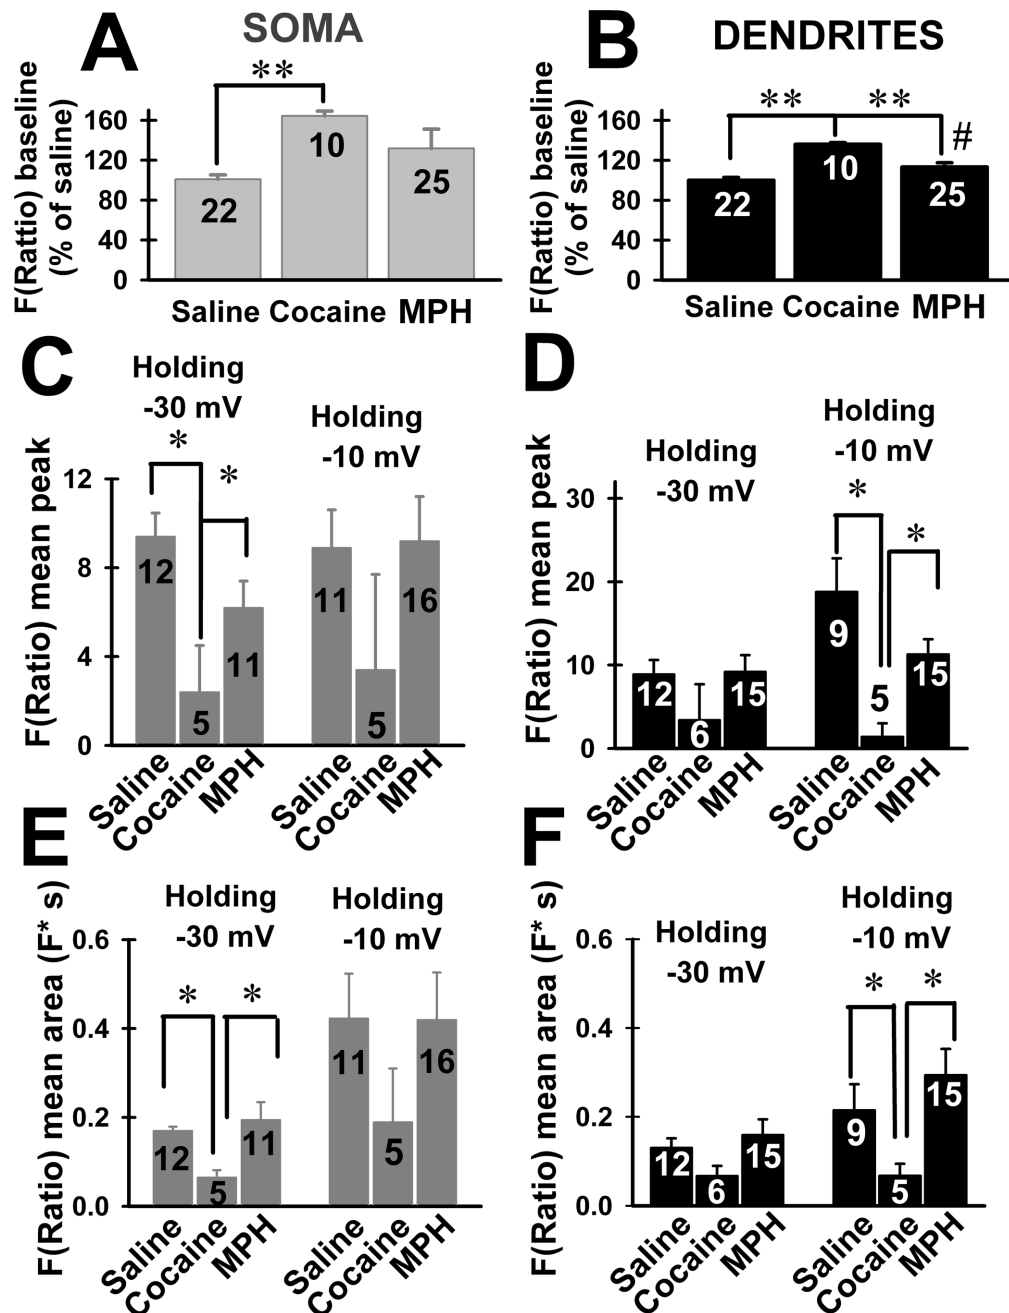 A
SOMA
F(Rattio) baseline
(% of saline)
**
160
120
80
40
0
22
10
25
Saline Cocaine MPH
B
DENDRITES
F(Rattio) baseline
(% of saline)
** **
#
160
120
80
40
0
22
10
25
Saline Cocaine MPH
C
Holding
-30 mV
Holding
-10 mV
F(Ratio) mean peak
*
*
12
8
4
0
12
5
11
11
5
16
Saline
Cocaine
MPH
Saline
Cocaine
MPH
D
Holding
-30 mV
Holding
-10 mV
F(Ratio) mean peak
*
*
30
20
10
0
12
6
15
9
5
15
Saline
Cocaine
MPH
Saline
Cocaine
MPH
E
Holding
-30 mV
Holding
-10 mV
F(Ratio) mean area (F* s)
* *
0.6
0.4
0.2
0.0
12
5
11
11
5
16
Saline
Cocaine
MPH
Saline
Cocaine
MPH
F
Holding
-30 mV
Holding
-10 mV
F(Ratio) mean area (F* s)
* *
0.6
0.4
0.2
0.0
12
6
15
9
5
15
Saline
Cocaine
MPH
Saline
Cocaine
MPH